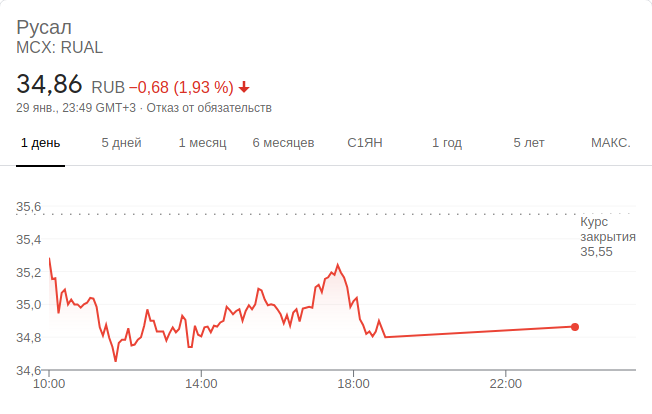 Русал
MCX: RUAL
34,86 RUB −0,68 (1,93 %)
29 янв., 23:49 GMT+3 · Отказ от обязательств
1 день 5 дней 1 месяц 6 месяцев С1ЯН 1 год 5 лет МАКС.
35,6
Курс
закрытия
35,55
35,4
35,2
35,0
34,8
34,6
10:00 14:00 18:00 22:00